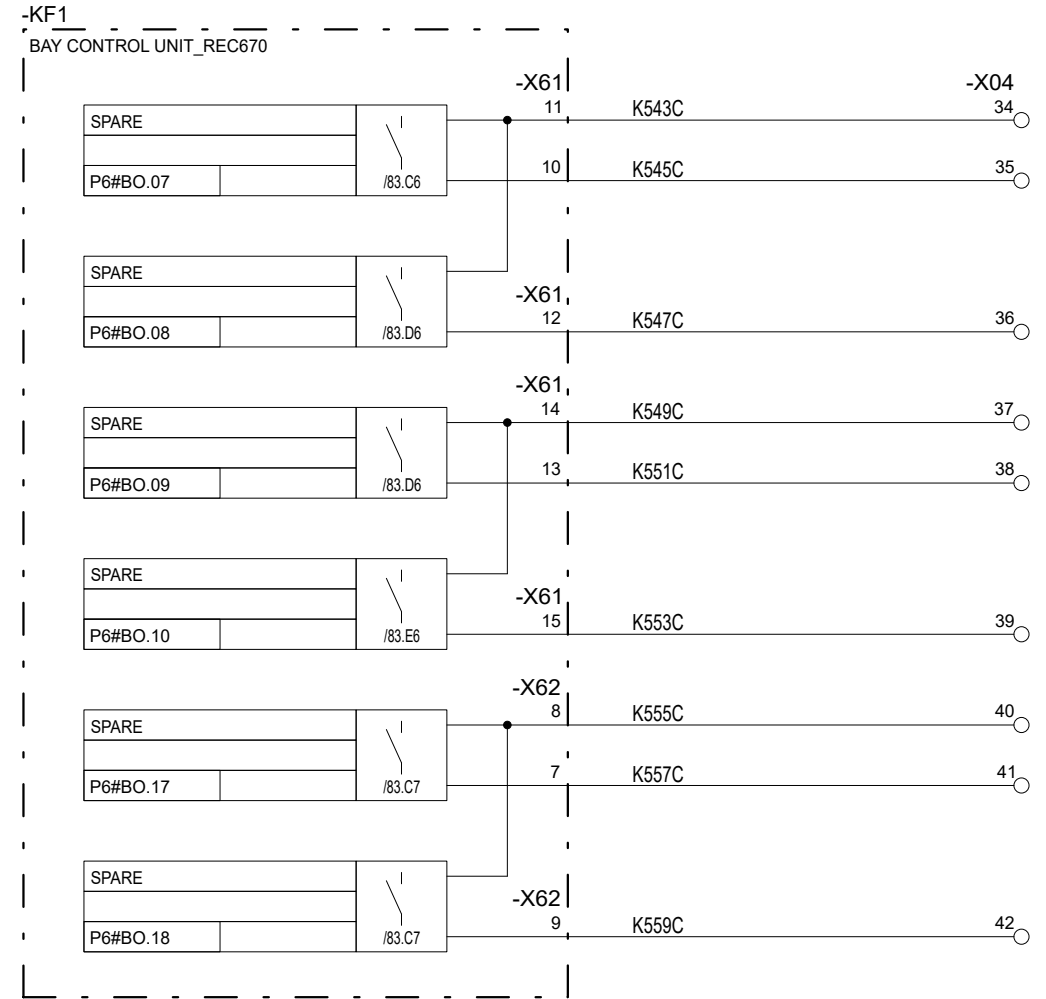 -KF1
BAY CONTROL UNIT_REC670
-X61 -X04
SPARE 11 K543C 34
P6#BO.07 /83.C6 10 K545C 35
SPARE
-X61
P6#BO.08 /83.D6 12 K547C 36
-X61
SPARE 14 K549C 37
P6#BO.09 /83.D6 13 K551C 38
SPARE
-X61
P6#BO.10 /83.E6 15 K553C 39
-X62
SPARE 8 K555C 40
P6#BO.17 /83.C7 7 K557C 41
SPARE
-X62
P6#BO.18 /83.C7 9 K559C 42